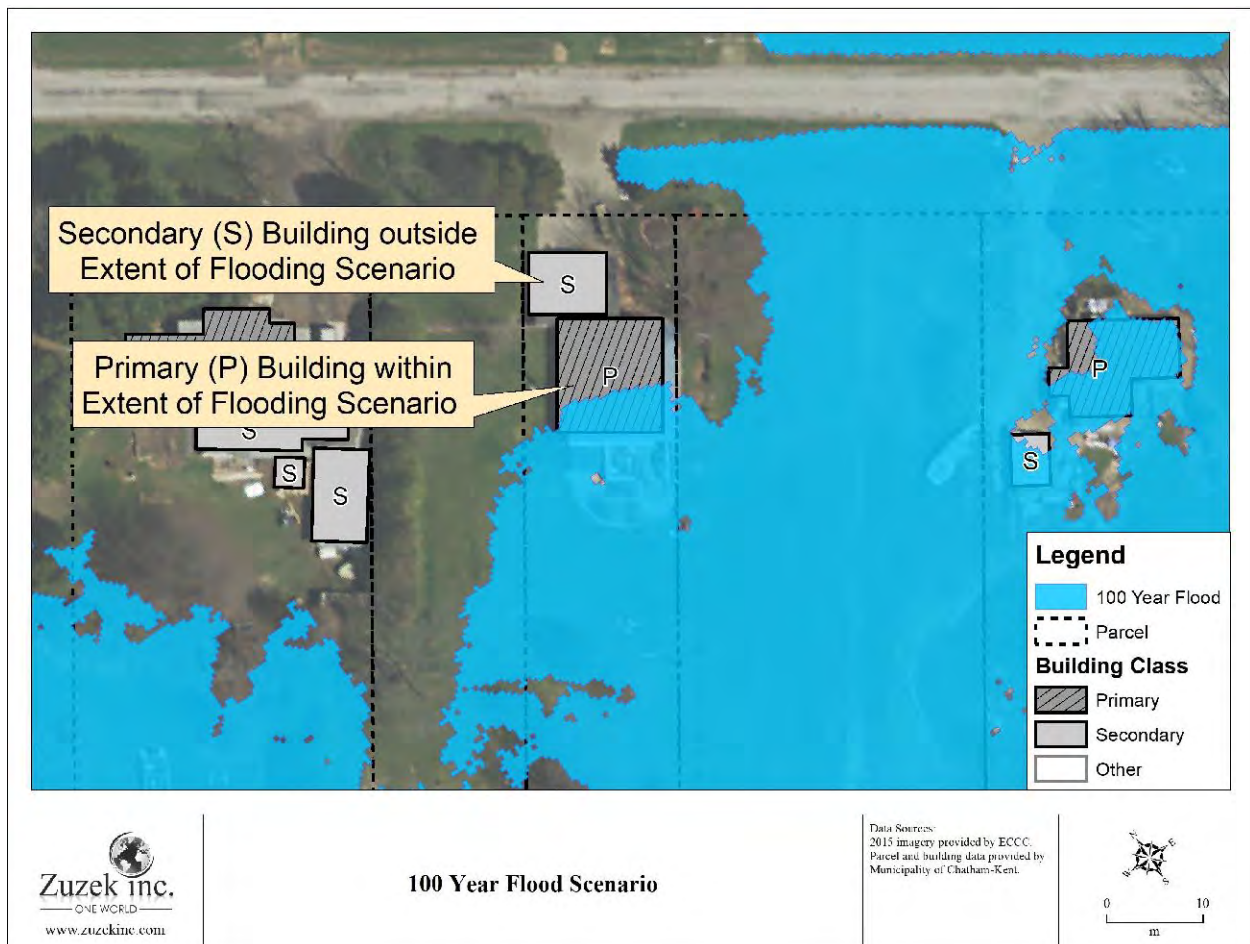 Secondary (S) Building outside
Extent of Flooding Scenario
S
Primary (P) Building within
Extent of Flooding Scenario
P
P
S
S
S
S
Legend
100 Year Flood
Parcel
Building Class
Primary
Secondary
Other
Zuzek inc.
ONE WORLD
www.zuzekinc.com
100 Year Flood Scenario
Data Sources:
2015 imagery provided by ECCC.
Parcel and building data provided by
Municipality of Chatham-Kent.
N
E
W
S
0 10
m